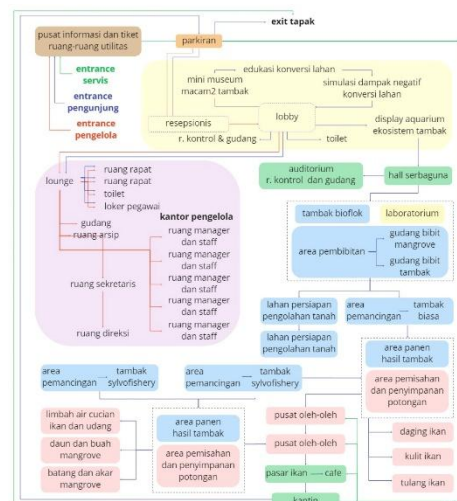 exit tapak
pusat informasi dan tiket
ruang-ruang utilitas
parkiran
entrance
servis
entrance
pengunjung
entrance
pengelola
edukasi konversi lahan
mini museum
macam2 tambak
simulasi dampak negatif
konversi lahan
resepsionis
lobby
r. kontrol & gudang
toilet
display aquarium
ekosistem tambak
auditorium
r. kontrol dan gudang
hall serbaguna
lounge
ruang rapat
ruang rapat
toilet
loker pegawai
gudang
ruang arsip
kantor pengelola
ruang manager
dan staff
ruang manager
dan staff
ruang manager
dan staff
ruang manager
dan staff
ruang manager
dan staff
ruang sekretaris
ruang direksi
tambak bioflok
laboratorium
area pembibitan
gudang bibit
mangrove
gudang bibit
tambak
lahan persiapan
pengolahan tanah
lahan persiapan
pengolahan tanah
area
pemancingan
tambak
biasa
area panen
hasil tambak
area pemisahan
dan penyimpanan
potongan
area
pemancingan
tambak
sylvofishery
area
pemancingan
tambak
sylvofishery
limbah air cucian
ikan dan udang
daun dan buah
mangrove
batang dan akar
mangrove
area panen
hasil tambak
area pemisahan
dan penyimpanan
potongan
pusat oleh-oleh
pusat oleh-oleh
pasar ikan
cafe
kantin
daging ikan
kulit ikan
tulang ikan